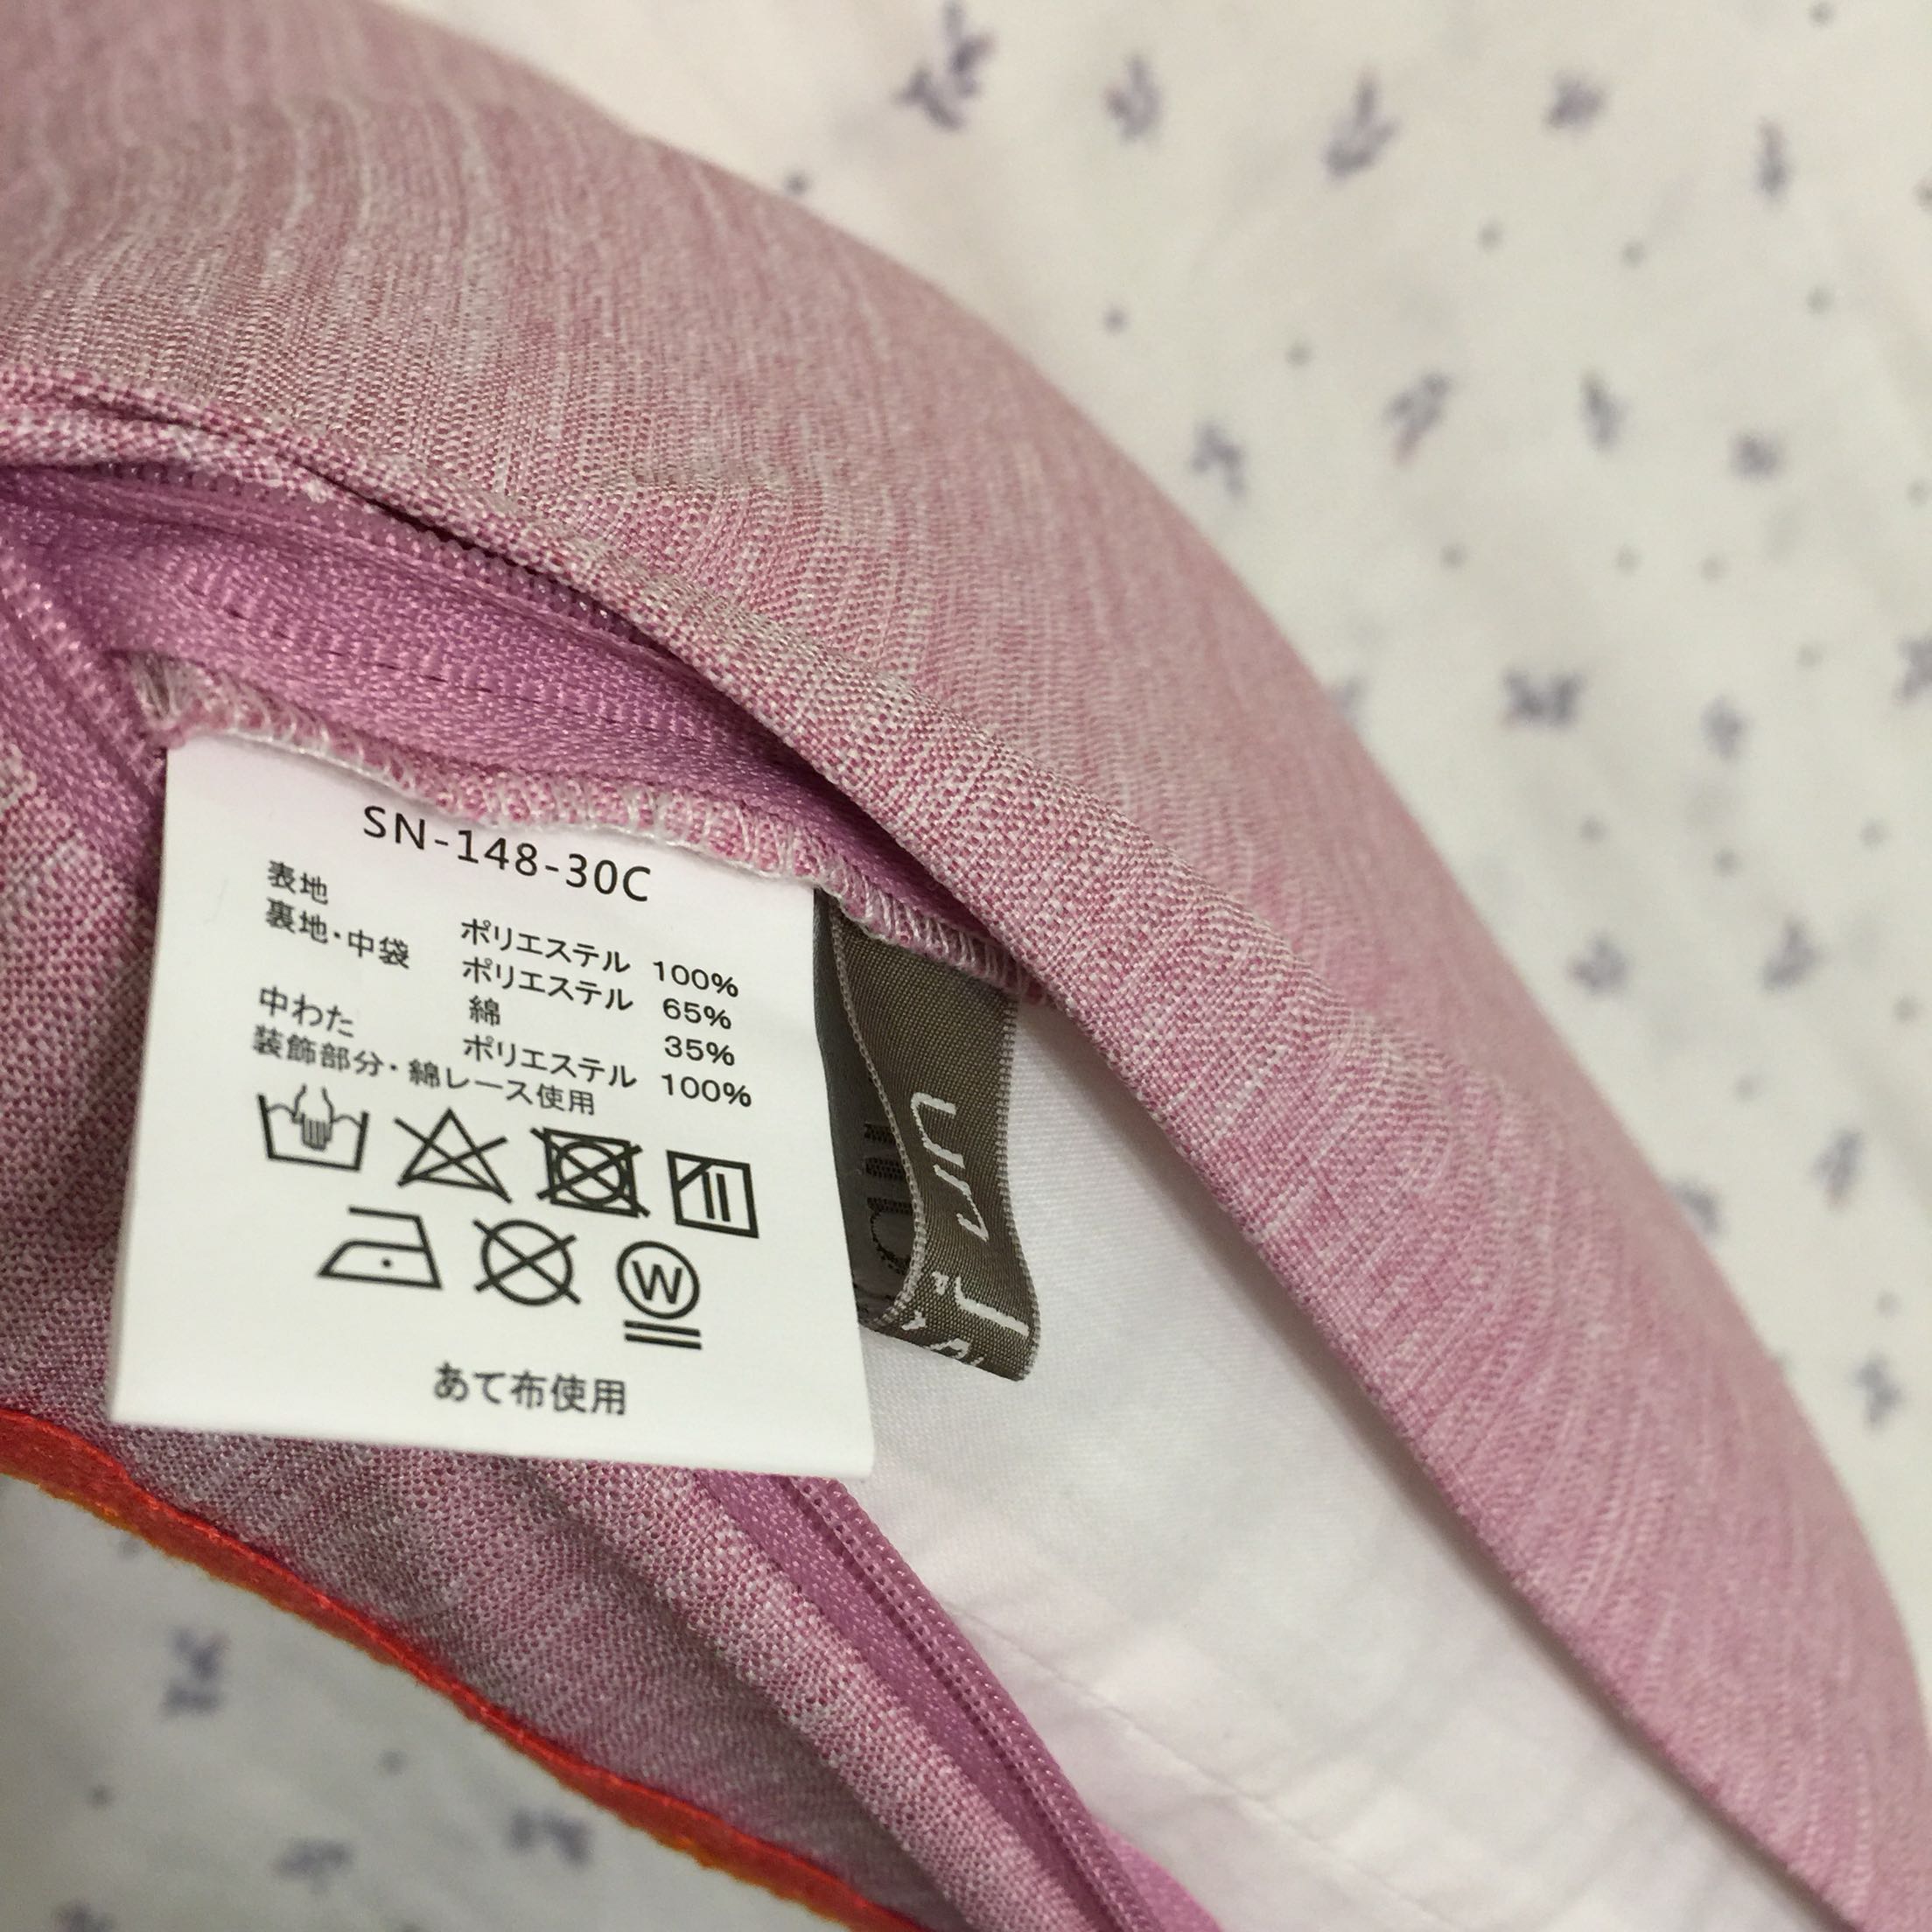 SN-148-30C
表地 ポリエステル 100%
裏地・中袋 ポリエステル 65%
綿 35%
中わた ポリエステル 100%
装飾部分・綿レース使用
W
あて布使用
un